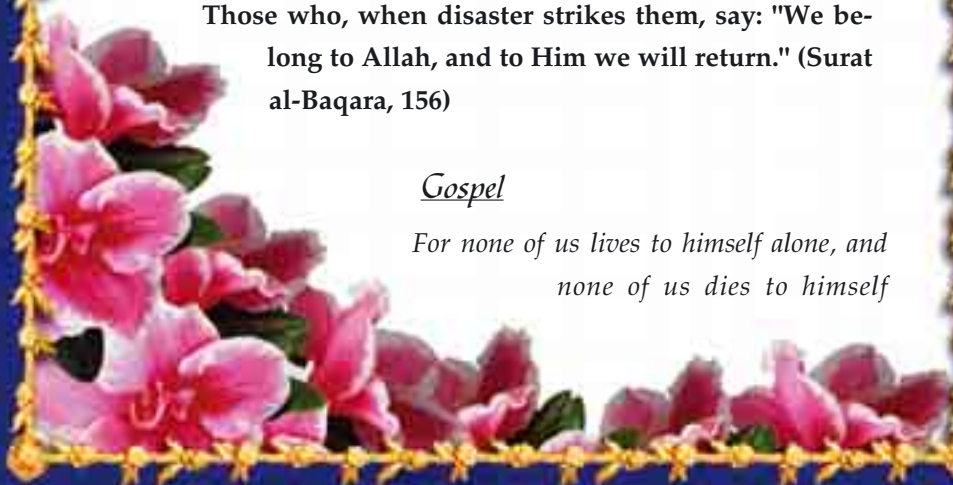 Those who, when disaster strikes them, say: "We be-
long to Allah, and to Him we will return." (Surat
al-Baqara, 156)
Gospel
For none of us lives to himself alone, and
none of us dies to himself